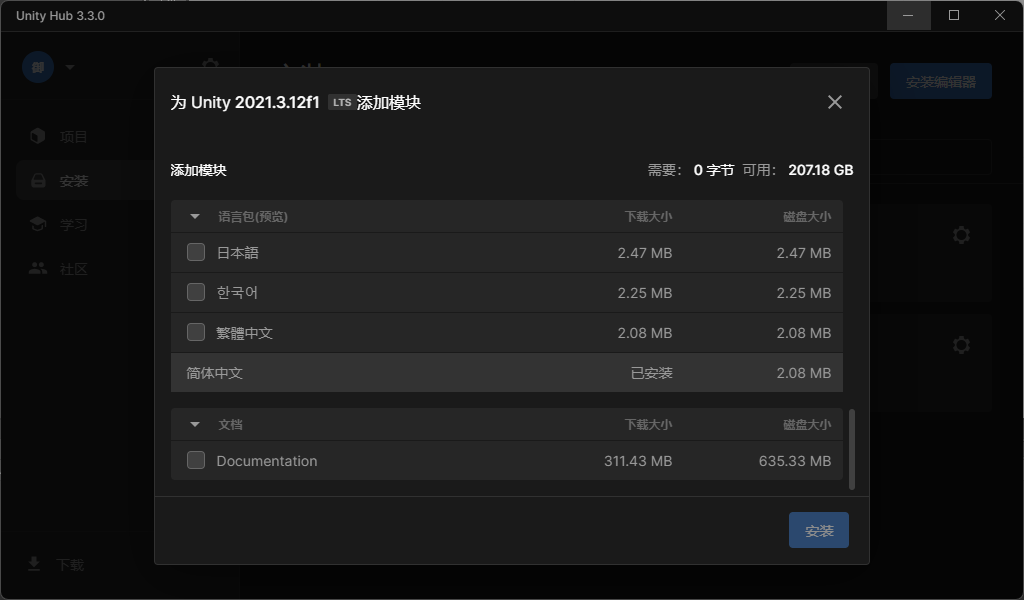 Unity Hub 3.3.0
安装编辑器
为 Unity 2021.3.12f1 LTS 添加模块
项目
添加模块 需要: 0 字节 可用: 207.18 GB
安装
语言包(预览) 下载大小 磁盘大小
学习
日本語 2.47 MB 2.47 MB
社区
한국어 2.25 MB 2.25 MB
繁體中文 2.08 MB 2.08 MB
简体中文 已安装 2.08 MB
文档 下载大小 磁盘大小
Documentation 311.43 MB 635.33 MB
安装
下载